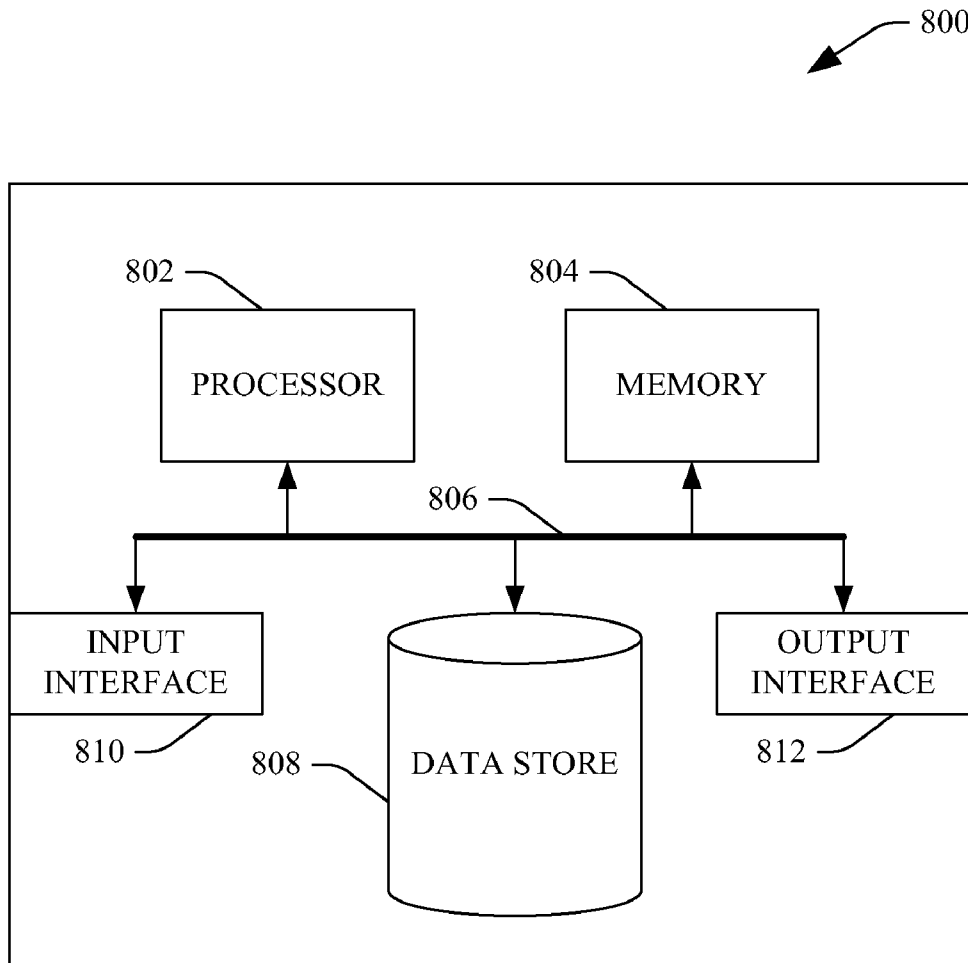 800
802
804
PROCESSOR
MEMORY
806
INPUT
INTERFACE
OUTPUT
INTERFACE
810
808
DATA STORE
812